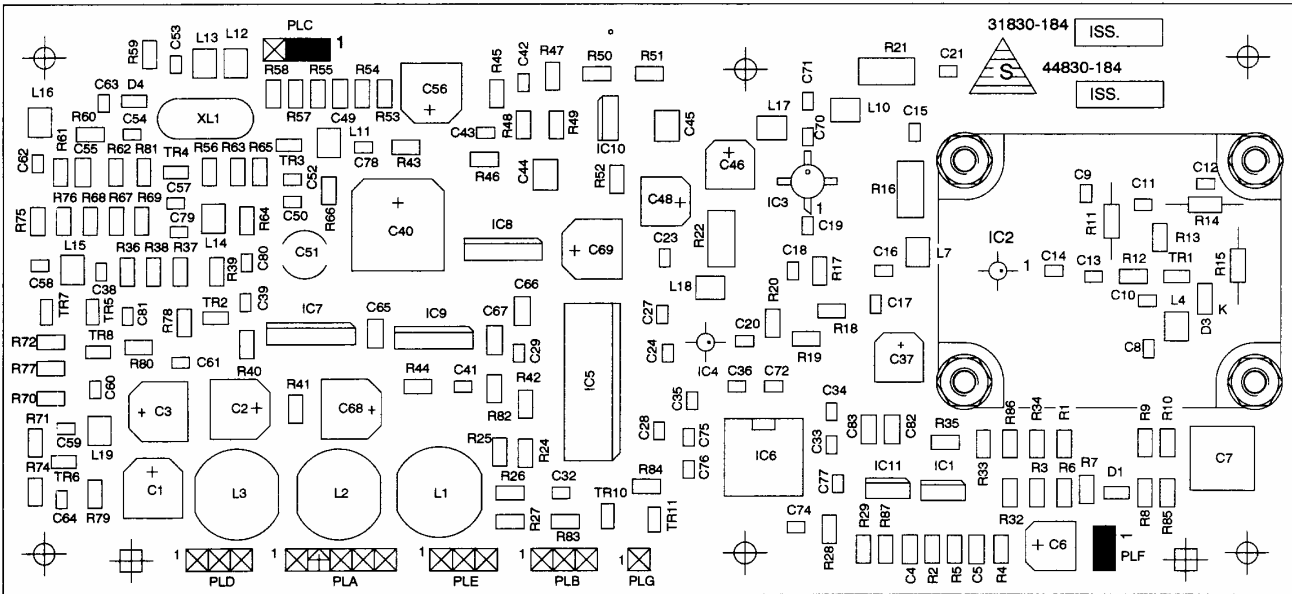 PLC
1
31830-184
ISS.
44830-184
ISS.
S
R59
C53
L13
L12
R58
R55
R54
R57
C49
R53
C56
R45
C42
R47
R50
R51
R21
C21
C71
L16
C63
D4
R60
C54
XL1
L11
C78
R43
C43
R48
R49
IC10
C45
L17
C70
L10
C15
R61
C55
R62
R81
TR4
R56
R63
R65
TR3
C52
R46
C44
R52
C46
C62
C57
IC3
1
R16
C9
C12
C11
R14
R76
R68
R67
R69
C79
R64
C50
R66
C40
IC8
C48
C19
R11
R13
R75
L15
R36
R38
R37
L14
R39
C80
C51
C69
C23
R22
C18
R17
C16
L7
IC2
1
C14
C13
R12
TR1
R15
C58
C38
C10
L4
K
D3
TR7
TR5
C81
R78
TR2
C39
IC7
C65
IC9
C66
C67
L18
C27
R20
R18
C17
R72
TR8
R80
C61
R40
C29
C24
IC4
C20
R19
C37
C8
R77
C60
R41
R44
C41
R82
R42
IC5
C36
C72
R70
C3
C2
C68
C35
C34
R71
C59
L19
R25
R24
C28
C75
C76
IC6
C33
C83
C82
R35
R86
R34
R1
R9
R10
R74
TR6
C1
L3
L2
L1
R26
C32
R84
C77
IC11
IC1
R33
R3
R6
R7
D1
C7
C64
R79
R27
R83
TR10
TR11
C74
R28
R29
R87
R32
C6
R8
R85
1
PLD
1
PLA
1
PLE
1
PLB
1
PLG
C4
R2
R5
C5
R4
1
PLF